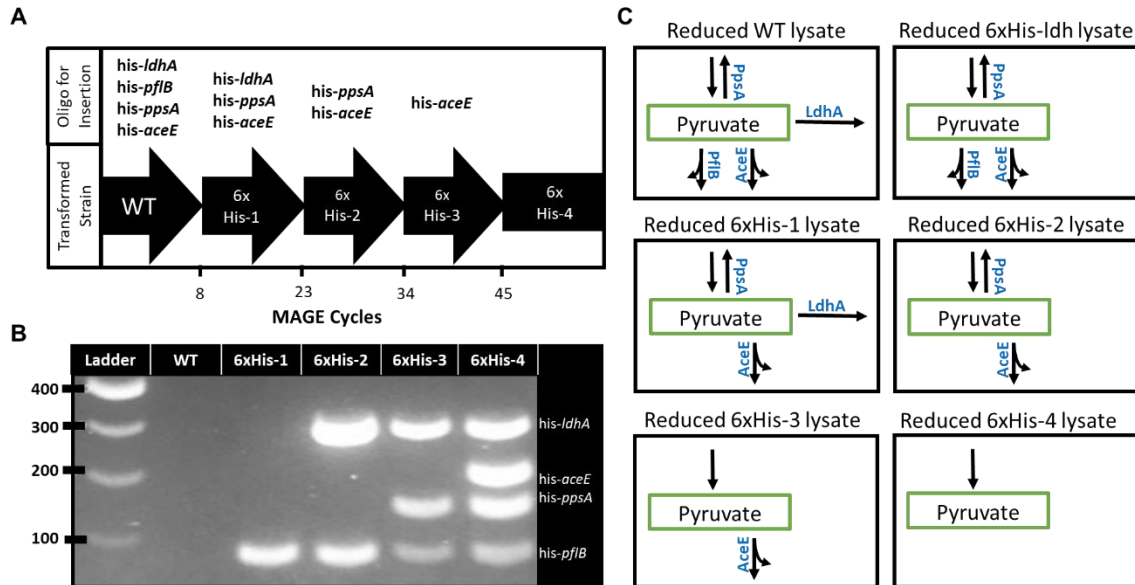 A
Oligo for
Insertion
his-ldhA
his-pflB
his-ppsA
his-aceE
his-ldhA
his-ppsA
his-aceE
his-ppsA
his-aceE
his-aceE
Transformed
Strain
WT
6x
His-1
6x
His-2
6x
His-3
6x
His-4
8
23
34
45
MAGE Cycles
B
Ladder
WT
6xHis-1
6xHis-2
6xHis-3
6xHis-4
400
300
200
100
his-ldhA
his-aceE
his-ppsA
his-pflB
C
Reduced WT lysate
PpsA
Pyruvate
LdhA
PflB
AceE
Reduced 6xHis-ldh lysate
PpsA
Pyruvate
PflB
AceE
Reduced 6xHis-1 lysate
PpsA
Pyruvate
LdhA
AceE
Reduced 6xHis-2 lysate
PpsA
Pyruvate
AceE
Reduced 6xHis-3 lysate
Pyruvate
AceE
Reduced 6xHis-4 lysate
Pyruvate